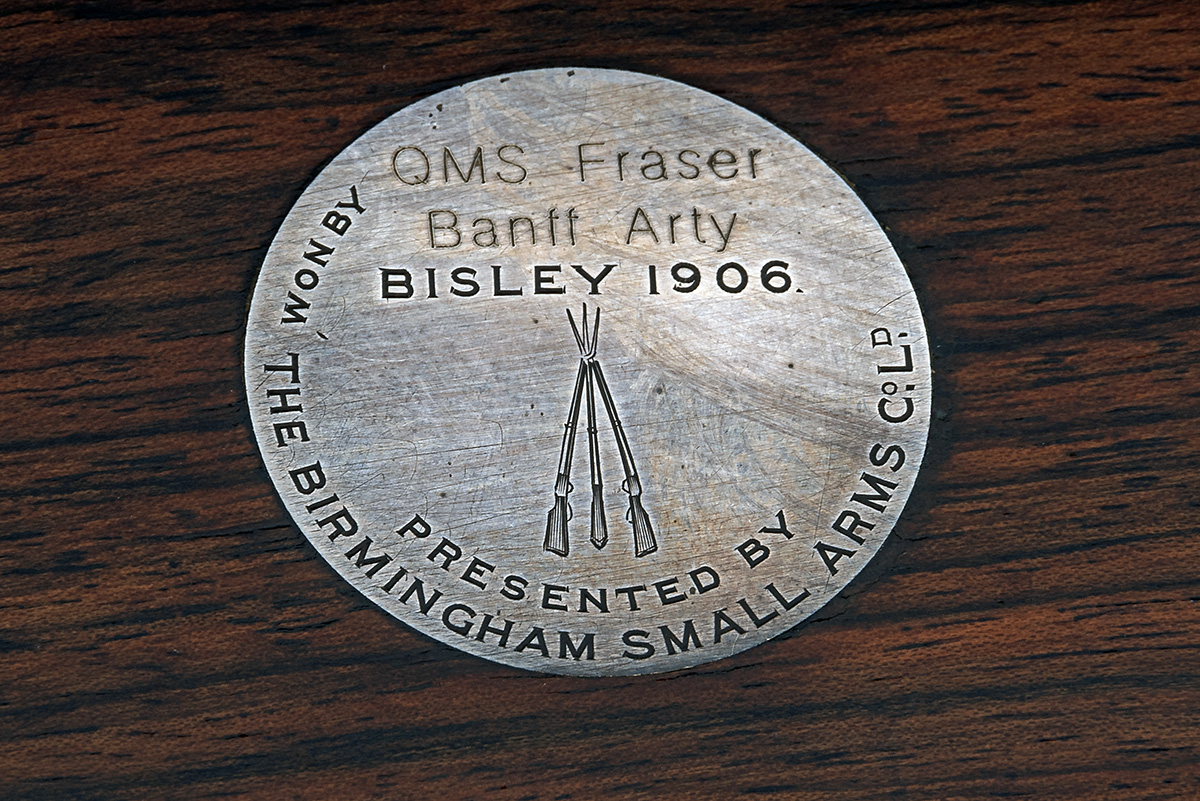 WON BY
QMS Fraser
Banff Arty
BISLEY 1906.
PRESENTED BY
THE BIRMINGHAM SMALL ARMS Co. LD.